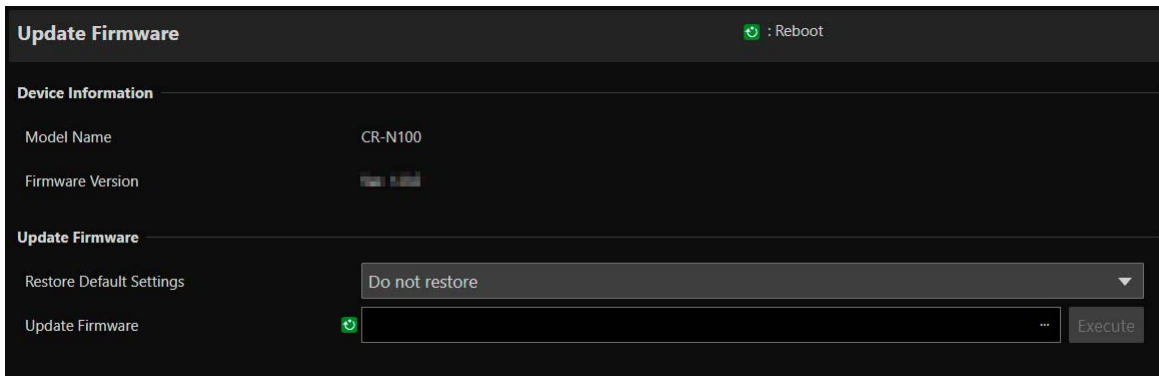 Update Firmware : Reboot
Device Information
Model Name CR-N100
Firmware Version
Update Firmware
Restore Default Settings Do not restore
Update Firmware ... Execute